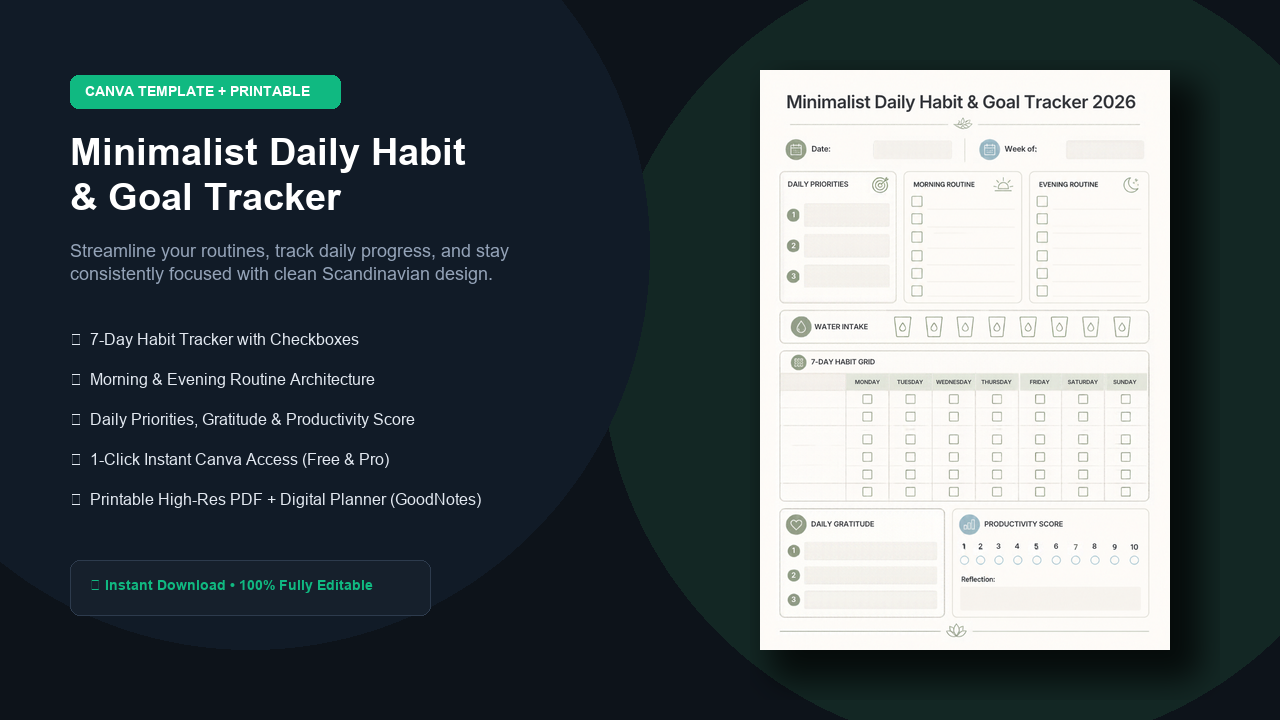 CANVA TEMPLATE + PRINTABLE
Minimalist Daily Habit
& Goal Tracker
Streamline your routines, track daily progress, and stay
consistently focused with clean Scandinavian design.
7-Day Habit Tracker with Checkboxes
Morning & Evening Routine Architecture
Daily Priorities, Gratitude & Productivity Score
1-Click Instant Canva Access (Free & Pro)
Printable High-Res PDF + Digital Planner (GoodNotes)
Instant Download • 100% Fully Editable
Minimalist Daily Habit & Goal Tracker 2026
Date:
Week of:
DAILY PRIORITIES
1
2
3
MORNING ROUTINE
EVENING ROUTINE
WATER INTAKE
7-DAY HABIT GRID
MONDAY TUESDAY WEDNESDAY THURSDAY FRIDAY SATURDAY SUNDAY
DAILY GRATITUDE
1
2
3
PRODUCTIVITY SCORE
1 2 3 4 5 6 7 8 9 10
Reflection: